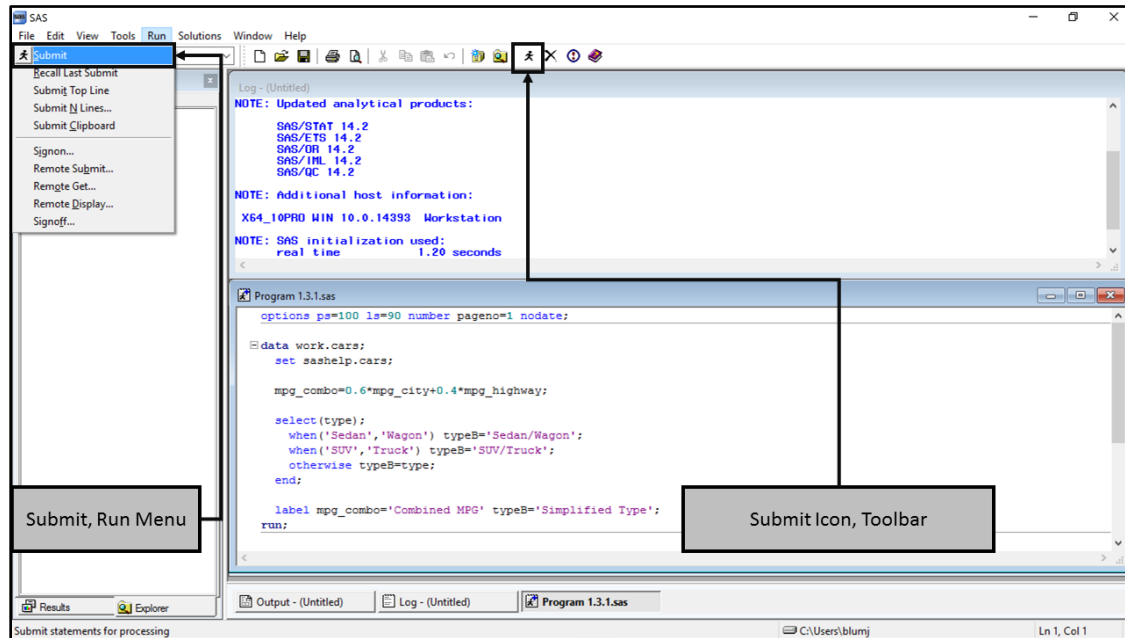 SAS
File Edit View Tools Run Solutions Window Help
Submit
Recall Last Submit
Submit Top Line
Submit N Lines...
Submit Clipboard
Signon...
Remote Submit...
Remote Get...
Remote Display...
Signoff...
Log - (Untitled)
NOTE: Updated analytical products:
SAS/STAT 14.2
SAS/ETS 14.2
SAS/OR 14.2
SAS/IML 14.2
SAS/QC 14.2
NOTE: Additional host information:
X64_10PRO WIN 10.0.14393 Workstation
NOTE: SAS initialization used:
real time 1.20 seconds
Program 1.3.1.sas
options ps=100 ls=90 number pageno=1 nodate;
data work.cars;
set sashelp.cars;
mpg_combo=0.6*mpg_city+0.4*mpg_highway;
select(type);
when('Sedan','Wagon') typeB='Sedan/Wagon';
when('SUV','Truck') typeB='SUV/Truck';
otherwise typeB=type;
end;
label mpg_combo='Combined MPG' typeB='Simplified Type';
run;
Submit, Run Menu
Submit Icon, Toolbar
Results Explorer
Output - (Untitled) Log - (Untitled) Program 1.3.1.sas
Submit statements for processing C:\Users\blumj Ln 1, Col 1